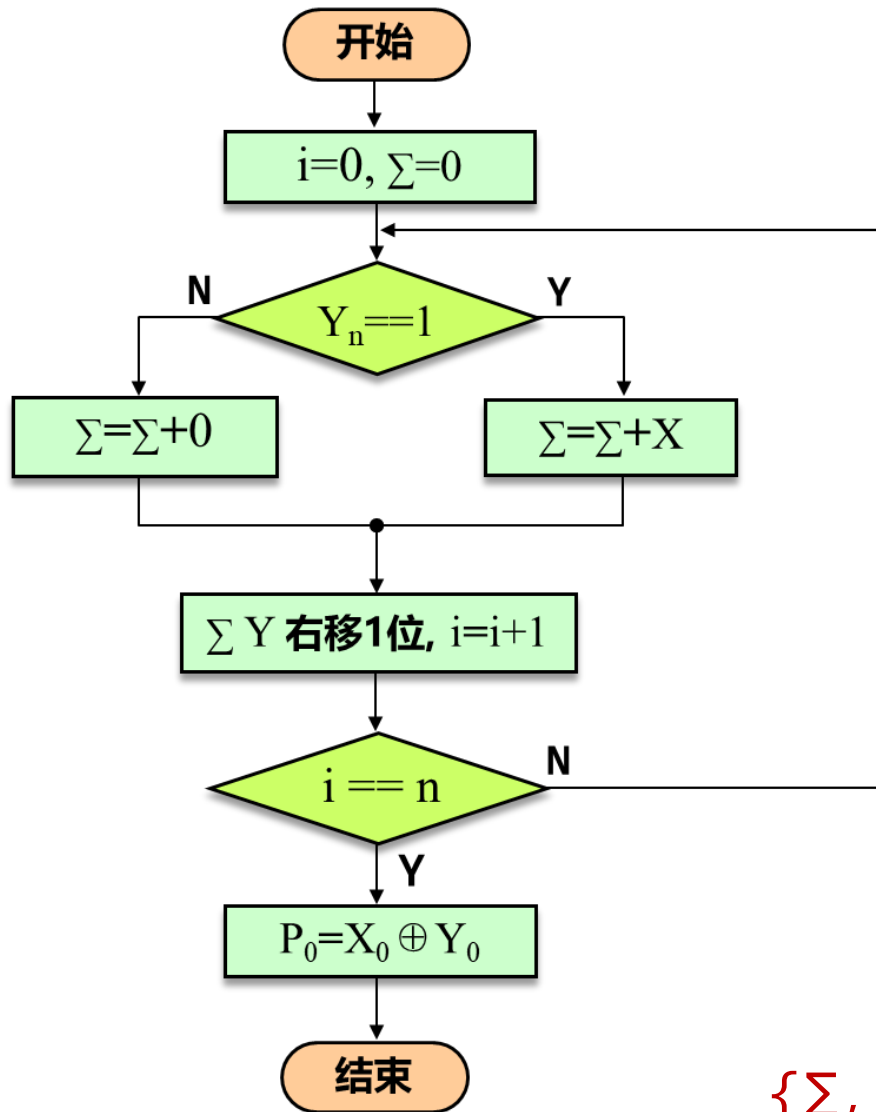 开始
i=0, ∑=0
N
Y
Yₙ==1
∑=∑+0
∑=∑+X
∑ Y 右移1位, i=i+1
i == n
N
Y
P₀=X₀⊕Y₀
结束
{∑,